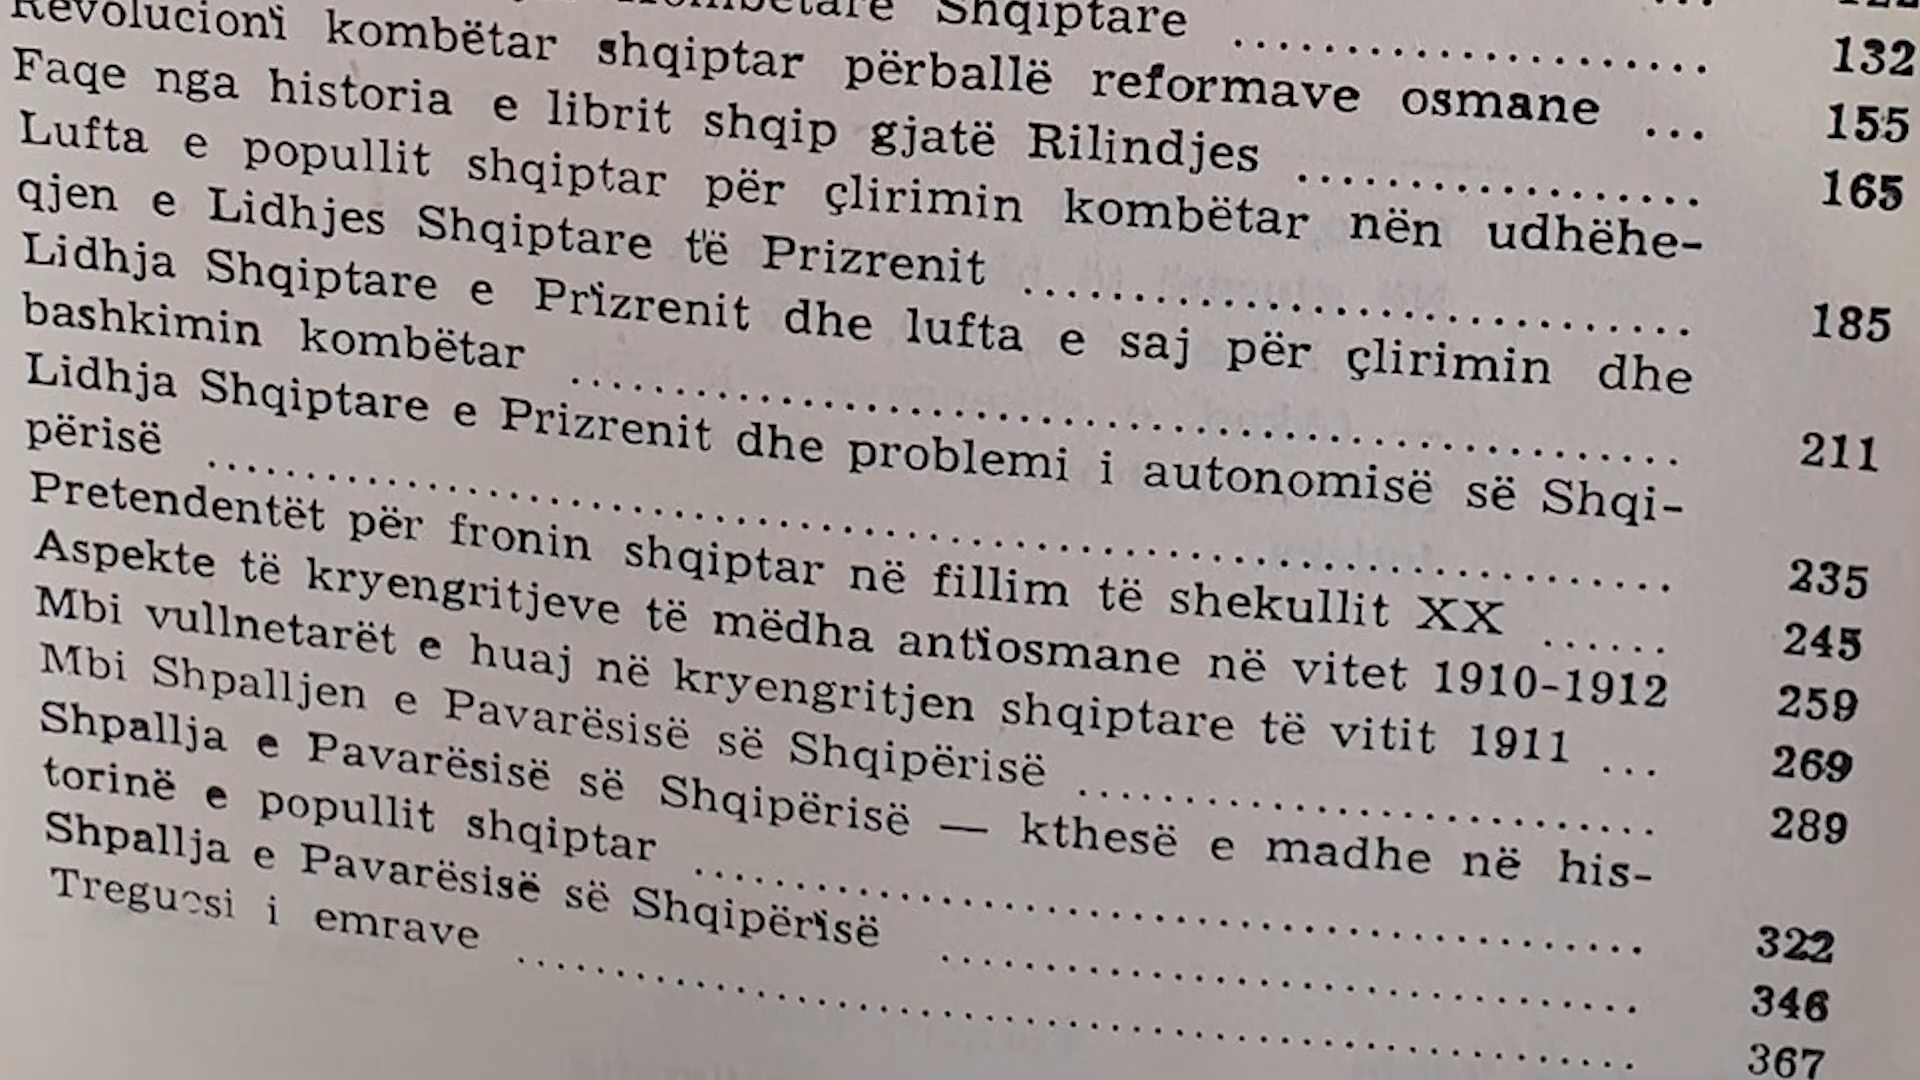 Shqiptare .................... 132
Revolucioni kombëtar shqiptar përballë reformave osmane ... 155
Faqe nga historia e librit shqip gjatë Rilindjes ................. 165
Lufta e popullit shqiptar për çlirimin kombëtar nën udhëhe-
qjen e Lidhjes Shqiptare të Prizrenit ............................ 185
Lidhja Shqiptare e Prizrenit dhe lufta e saj për çlirimin dhe
bashkimin kombëtar ............................................... 211
Lidhja Shqiptare e Prizrenit dhe problemi i autonomisë së Shqi-
përisë ................................................................ 235
Pretendentët për fronin shqiptar në fillim të shekullit XX ...... 245
Aspekte të kryengritjeve të mëdha antiosmane në vitet 1910-1912 259
Mbi vullnetarët e huaj në kryengritjen shqiptare të vitit 1911 ... 269
Mbi Shpalljen e Pavarësisë së Shqipërisë ........................ 289
Shpallja e Pavarësisë së Shqipërisë — kthesë e madhe në his-
torinë e popullit shqiptar ......................................... 322
Shpallja e Pavarësisë së Shqipërisë .............................. 346
Treguesi i emrave ................................................. 367